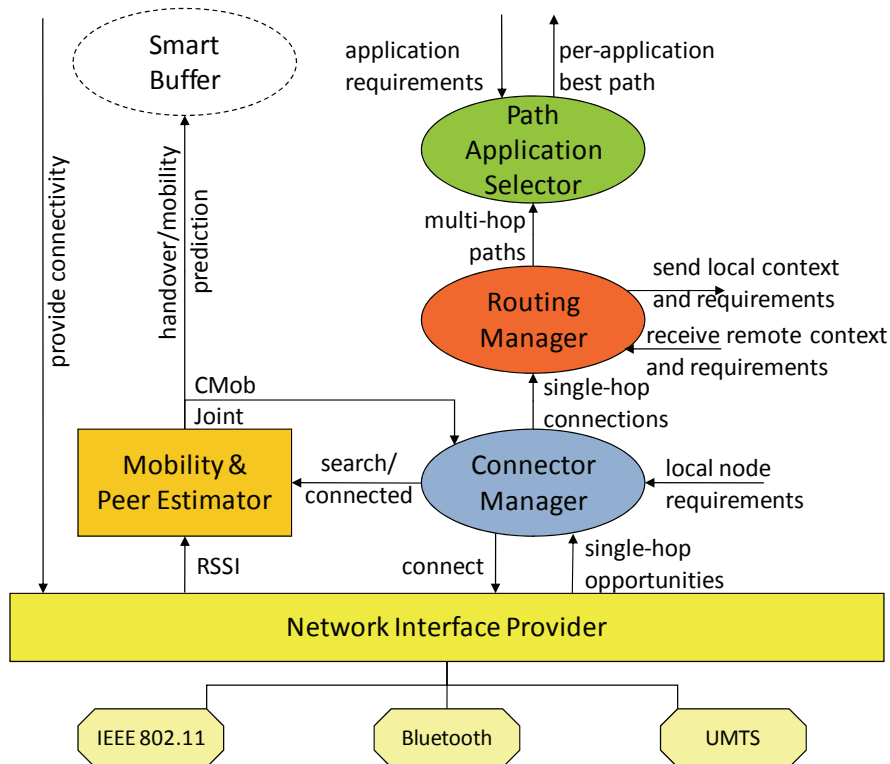 Smart
Buffer
application
requirements
per-application
best path
Path
Application
Selector
provide connectivity
handover/mobility
prediction
multi-hop
paths
Routing
Manager
send local context
and requirements
receive remote context
and requirements
CMob
Joint
single-hop
connections
Mobility &
Peer Estimator
search/
connected
Connector
Manager
local node
requirements
RSSI
connect
single-hop
opportunities
Network Interface Provider
IEEE 802.11
Bluetooth
UMTS